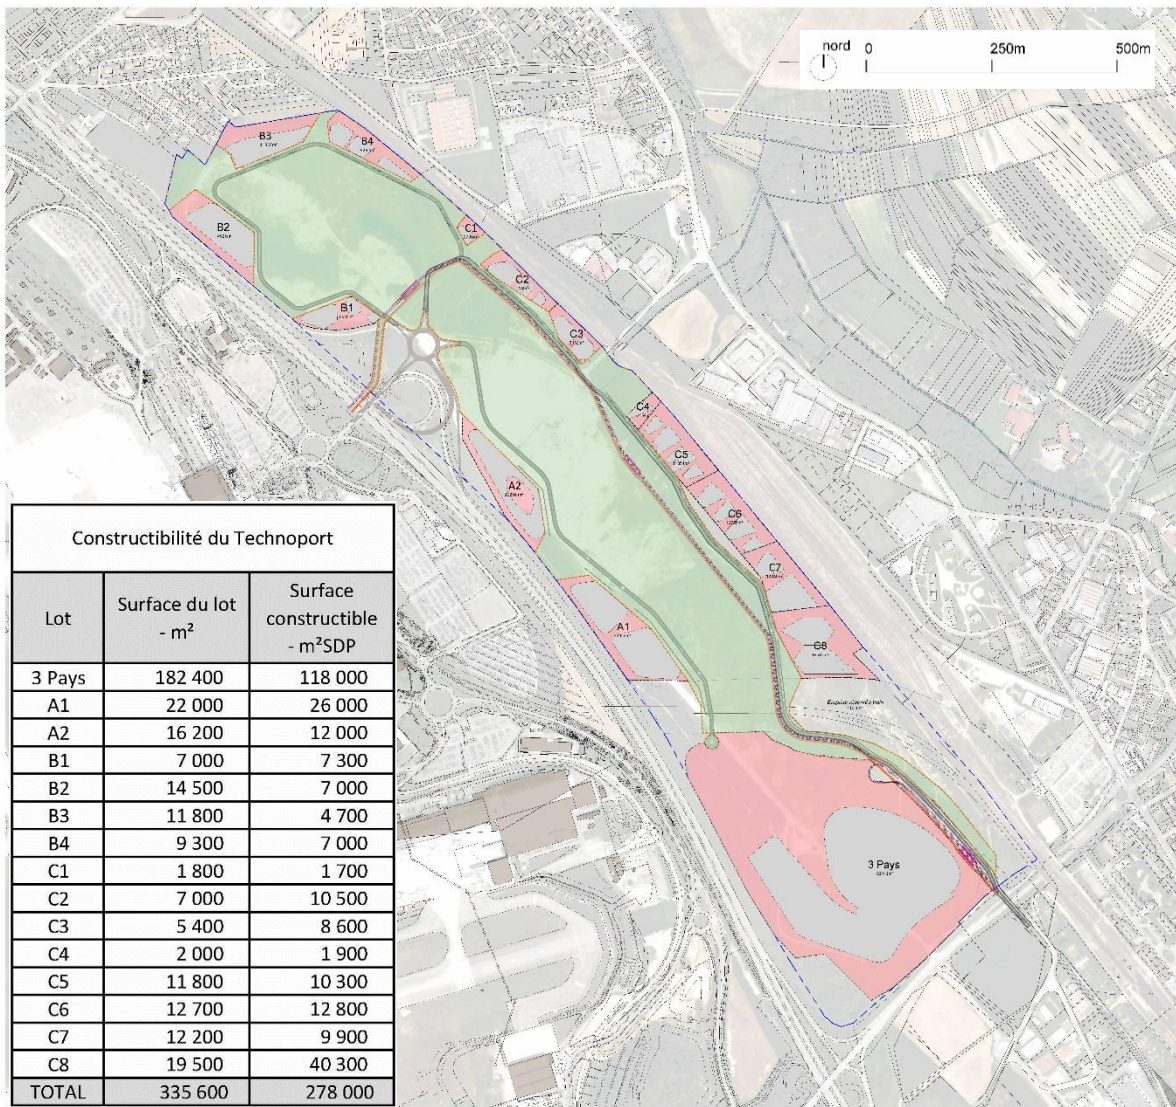 nord 0 250m 500m
B3
B4
B2
C1
C2
B1
C3
C4
C5
A2
C6
C7
A1
C8
3 Pays
Constructibilité du Technoport
Lot Surface du lot - m² Surface constructible - m²SDP
3 Pays 182 400 118 000
A1 22 000 26 000
A2 16 200 12 000
B1 7 000 7 300
B2 14 500 7 000
B3 11 800 4 700
B4 9 300 7 000
C1 1 800 1 700
C2 7 000 10 500
C3 5 400 8 600
C4 2 000 1 900
C5 11 800 10 300
C6 12 700 12 800
C7 12 200 9 900
C8 19 500 40 300
TOTAL 335 600 278 000